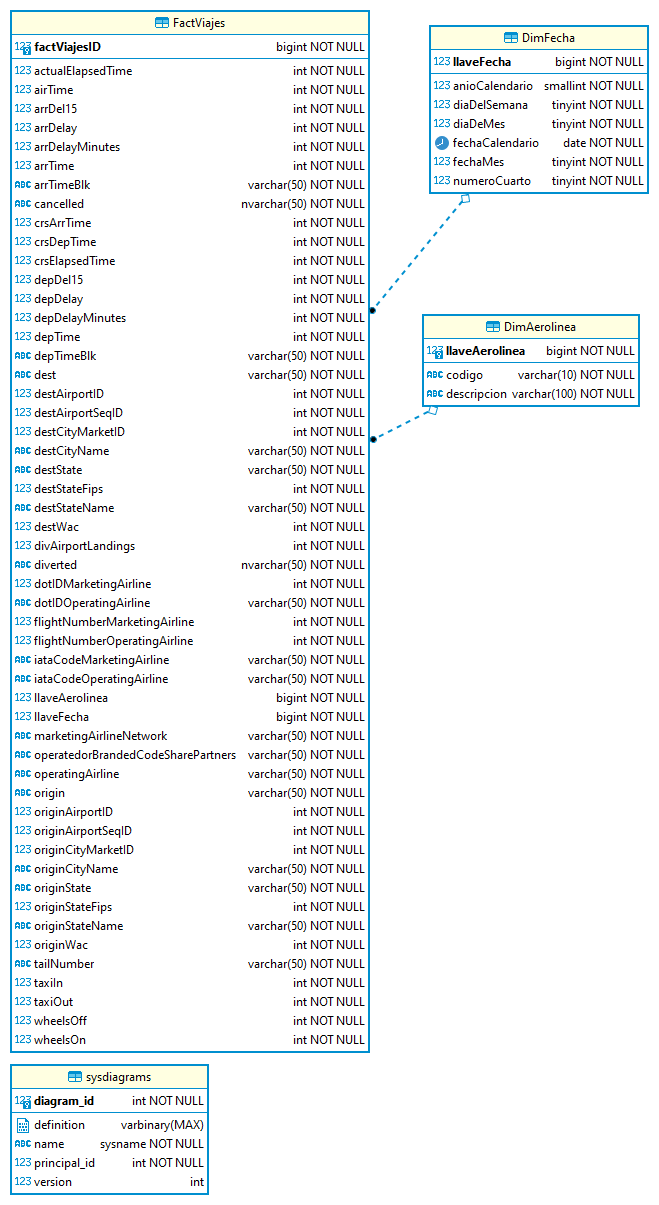 FactViajes
123 factViajesID bigint NOT NULL
123 actualElapsedTime int NOT NULL
123 airTime int NOT NULL
123 arrDel15 int NOT NULL
123 arrDelay int NOT NULL
123 arrDelayMinutes int NOT NULL
123 arrTime int NOT NULL
ABC arrTimeBlk varchar(50) NOT NULL
ABC cancelled nvarchar(50) NOT NULL
123 crsArrTime int NOT NULL
123 crsDepTime int NOT NULL
123 crsElapsedTime int NOT NULL
123 depDel15 int NOT NULL
123 depDelay int NOT NULL
123 depDelayMinutes int NOT NULL
123 depTime int NOT NULL
ABC depTimeBlk varchar(50) NOT NULL
ABC dest varchar(50) NOT NULL
123 destAirportID int NOT NULL
123 destAirportSeqID int NOT NULL
123 destCityMarketID int NOT NULL
ABC destCityName varchar(50) NOT NULL
ABC destState varchar(50) NOT NULL
123 destStateFips int NOT NULL
ABC destStateName varchar(50) NOT NULL
123 destWac int NOT NULL
123 divAirportLandings int NOT NULL
ABC diverted nvarchar(50) NOT NULL
123 dotIDMarketingAirline int NOT NULL
ABC dotIDOperatingAirline varchar(50) NOT NULL
123 flightNumberMarketingAirline int NOT NULL
123 flightNumberOperatingAirline int NOT NULL
ABC iataCodeMarketingAirline varchar(50) NOT NULL
ABC iataCodeOperatingAirline varchar(50) NOT NULL
123 llaveAerolinea bigint NOT NULL
123 llaveFecha bigint NOT NULL
ABC marketingAirlineNetwork varchar(50) NOT NULL
ABC operatedorBrandedCodeSharePartners varchar(50) NOT NULL
ABC operatingAirline varchar(50) NOT NULL
ABC origin varchar(50) NOT NULL
123 originAirportID int NOT NULL
123 originAirportSeqID int NOT NULL
123 originCityMarketID int NOT NULL
ABC originCityName varchar(50) NOT NULL
ABC originState varchar(50) NOT NULL
123 originStateFips int NOT NULL
ABC originStateName varchar(50) NOT NULL
123 originWac int NOT NULL
ABC tailNumber varchar(50) NOT NULL
123 taxiIn int NOT NULL
123 taxiOut int NOT NULL
123 wheelsOff int NOT NULL
123 wheelsOn int NOT NULL
DimFecha
123 llaveFecha bigint NOT NULL
123 anioCalendario smallint NOT NULL
123 diaDelSemana tinyint NOT NULL
123 diaDeMes tinyint NOT NULL
fechaCalendario date NOT NULL
123 fechaMes tinyint NOT NULL
123 numeroCuarto tinyint NOT NULL
DimAerolinea
123 llaveAerolinea bigint NOT NULL
ABC codigo varchar(10) NOT NULL
ABC descripcion varchar(100) NOT NULL
sysdiagrams
123 diagram_id int NOT NULL
definition varbinary(MAX)
ABC name sysname NOT NULL
123 principal_id int NOT NULL
123 version int